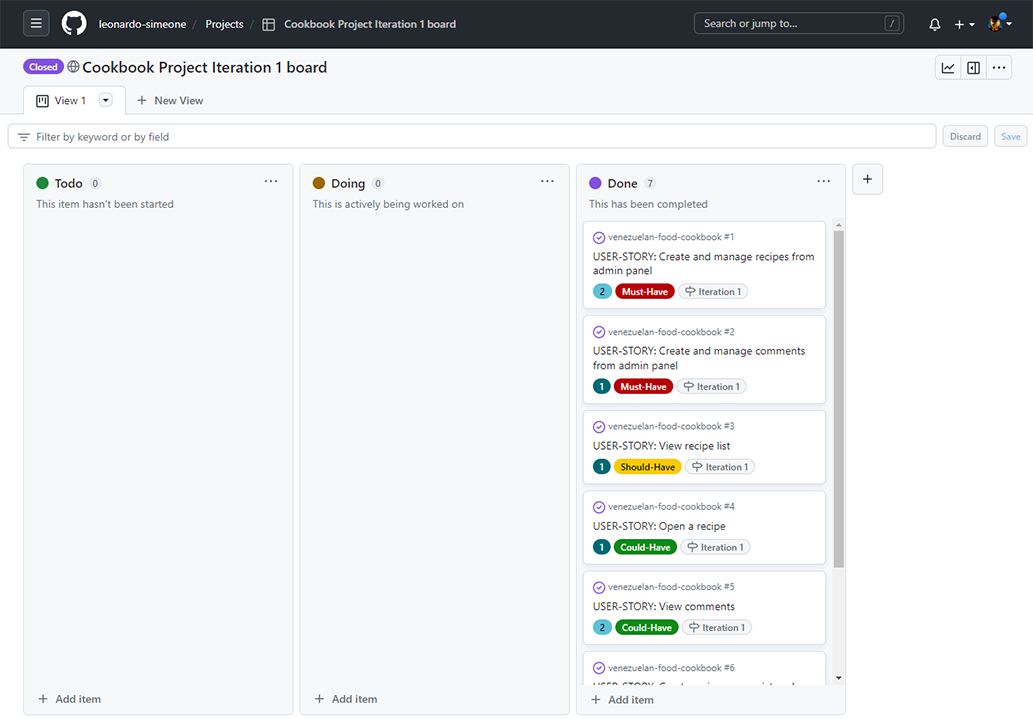 leonardo-simeone / Projects / Cookbook Project Iteration 1 board
Search or jump to... /
Closed Cookbook Project Iteration 1 board
View 1 + New View
Filter by keyword or by field
Discard Save
Todo 0
This item hasn't been started
+ Add item
Doing 0
This is actively being worked on
+ Add item
Done 7
This has been completed
venezuelan-food-cookbook #1
USER-STORY: Create and manage recipes from
admin panel
2 Must-Have Iteration 1
venezuelan-food-cookbook #2
USER-STORY: Create and manage comments
from admin panel
1 Must-Have Iteration 1
venezuelan-food-cookbook #3
USER-STORY: View recipe list
1 Should-Have Iteration 1
venezuelan-food-cookbook #4
USER-STORY: Open a recipe
1 Could-Have Iteration 1
venezuelan-food-cookbook #5
USER-STORY: View comments
2 Could-Have Iteration 1
venezuelan-food-cookbook #6
+ Add item